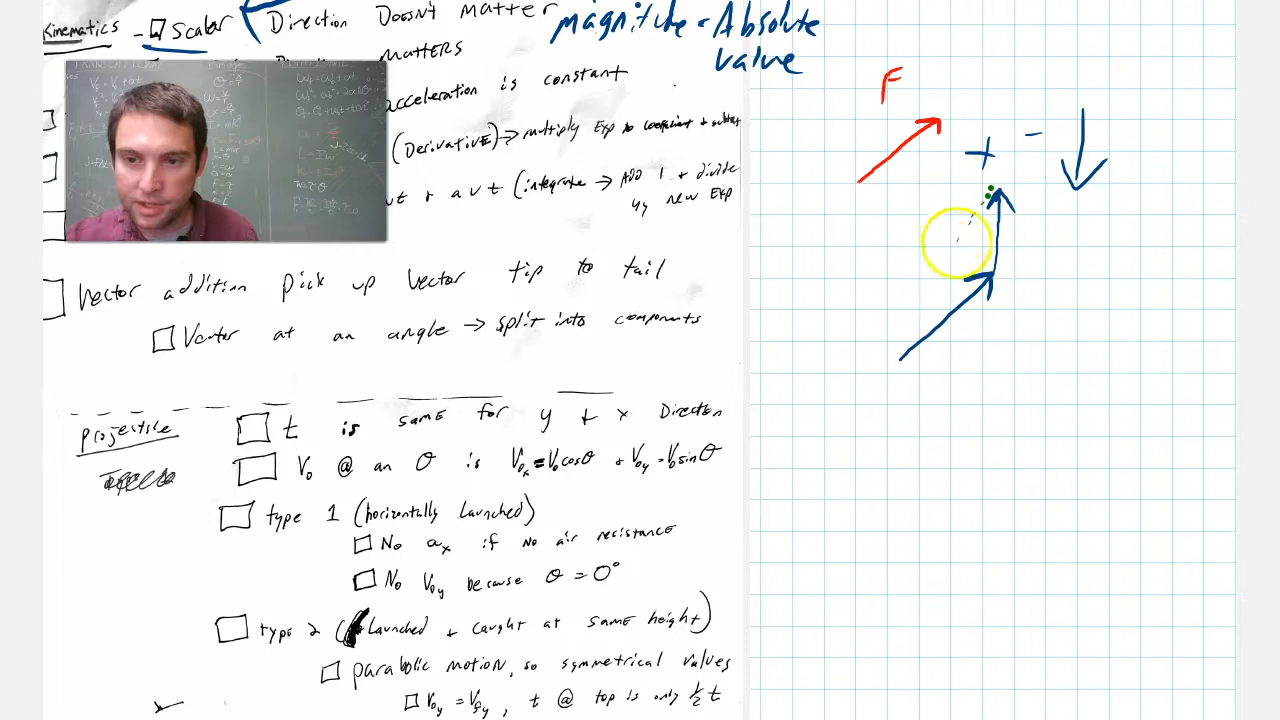 Kinematics - Scalar Direction Doesn't Matter
MATTERS
acceleration is constant
(Derivative) → multiply Exp to coefficient + subtract
(integrate → ADD 1 + divide
by new Exp
Vector addition pick up vector tip to tail
Vector at an angle → split into components
projectile
t is same for y + x Direction
V₀ @ an θ is V₀ₓ = V₀cosθ + V₀y = V₀sinθ
type 1 (horizontally Launched)
No aₓ if no air resistance
No V₀y because θ = 0°
type 2 (Launched + caught at same height)
parabolic motion, so symmetrical values
V₀y = Vfy, t @ top is only ½ t
magnitude = Absolute
value
F
+ -